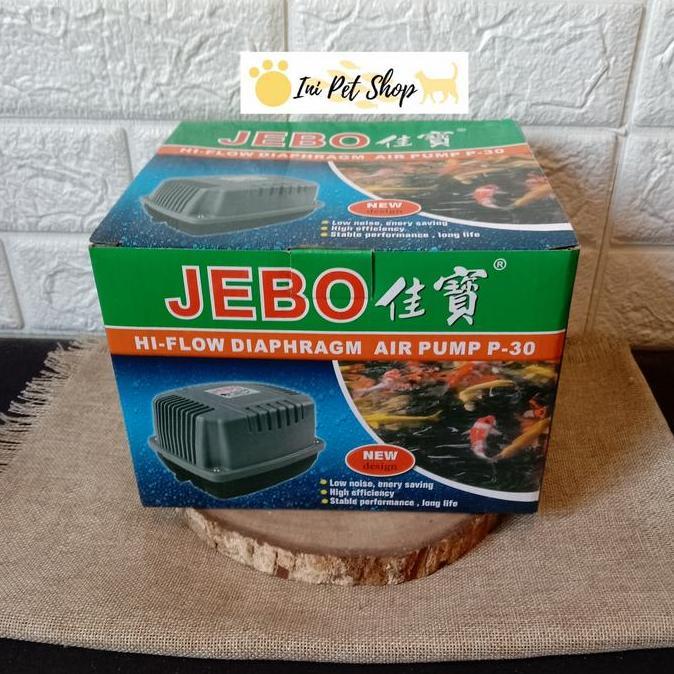 Ini Pet Shop
JEBO 佳寶®
HI-FLOW DIAPHRAGM AIR PUMP P-30
NEW
design
Low noise, enery saving
High efficiency
Stable performance , long life
JEBO 佳寶®
HI-FLOW DIAPHRAGM AIR PUMP P-30
NEW
design
Low noise, enery saving
High efficiency
Stable performance , long life